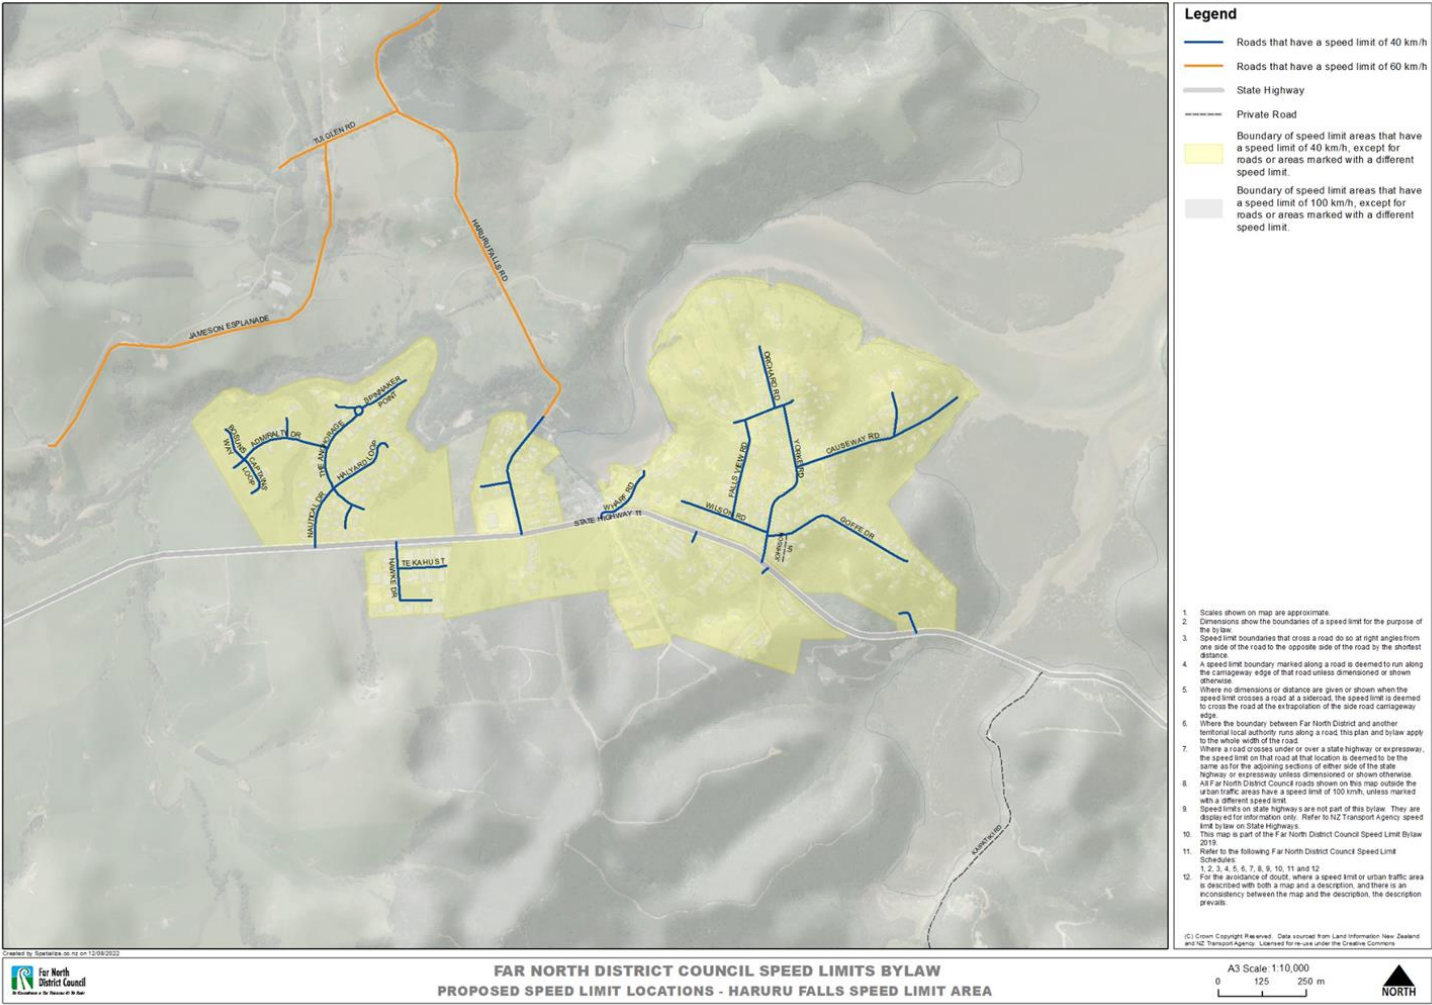 TUI GLEN RD
HARURU FALLS RD
JAMESON ESPLANADE
SPINNAKER
POINT
ORCHARD RD
BOSUNS
WAY
ADMIRALTY DR
THE ANCHORAGE
CAPTAINS
LOOP
HALYARD LOOP
YORKE RD
CAUSEWAY RD
FALLS VIEW RD
NAUTICAL DR
WHARF RD
STATE HIGHWAY 11
WILSON RD
GOFFE DR
TE KAHU ST
HAWKE DR
KAIPATIKI RD
Legend
Roads that have a speed limit of 40 km/h
Roads that have a speed limit of 60 km/h
State Highway
Private Road
Boundary of speed limit areas that have
a speed limit of 40 km/h, except for
roads or areas marked with a different
speed limit.
Boundary of speed limit areas that have
a speed limit of 100 km/h, except for
roads or areas marked with a different
speed limit.
1. Scales shown on map are approximate.
2. Dimensions show the boundaries of a speed limit for the purpose of
the bylaw.
3. Speed limit boundaries that cross a road do so at right angles from
one side of the road to the opposite side of the road by the shortest
distance.
4. A speed limit boundary marked along a road is deemed to run along
the carriageway edge of that road unless dimensioned or shown
otherwise.
5. Where no dimensions or distance are given or shown when the
speed limit crosses a road at a sideroad, the speed limit is deemed
to cross the road at the extrapolation of the side road carriageway
edge.
6. Where the boundary between Far North District and another
territorial local authority runs along a road, this plan and bylaw apply
to the whole width of the road.
7. Where a road crosses under or over a state highway or expressway,
the speed limit on that road at that location is deemed to be the
same as for the adjoining sections of either side of the state
highway or expressway unless dimensioned or shown otherwise.
8. All Far North District Council roads shown on this map outside the
urban traffic areas have a speed limit of 100 km/h, unless marked
with a different speed limit.
9. Speed limits on state highways are not part of this bylaw. They are
displayed for information only. Refer to NZ Transport Agency speed
limit bylaw on State Highways.
10. This map is part of the Far North District Council Speed Limit Bylaw
2019.
11. Refer to the following Far North District Council Speed Limit
Schedules:
1, 2, 3, 4, 5, 6, 7, 8, 9, 10, 11 and 12
12. For the avoidance of doubt, where a speed limit or urban traffic area
is described with both a map and a description, and there is an
inconsistency between the map and the description, the description
prevails.
(C) Crown Copyright Reserved. Data sourced from Land Information New Zealand
and NZ Transport Agency. Licensed for re-use under the Creative Commons
Created by Spatialize.co.nz on 12/08/2022
Far North
District Council
FAR NORTH DISTRICT COUNCIL SPEED LIMITS BYLAW
PROPOSED SPEED LIMIT LOCATIONS - HARURU FALLS SPEED LIMIT AREA
A3 Scale: 1:10,000
0 125 250 m
NORTH